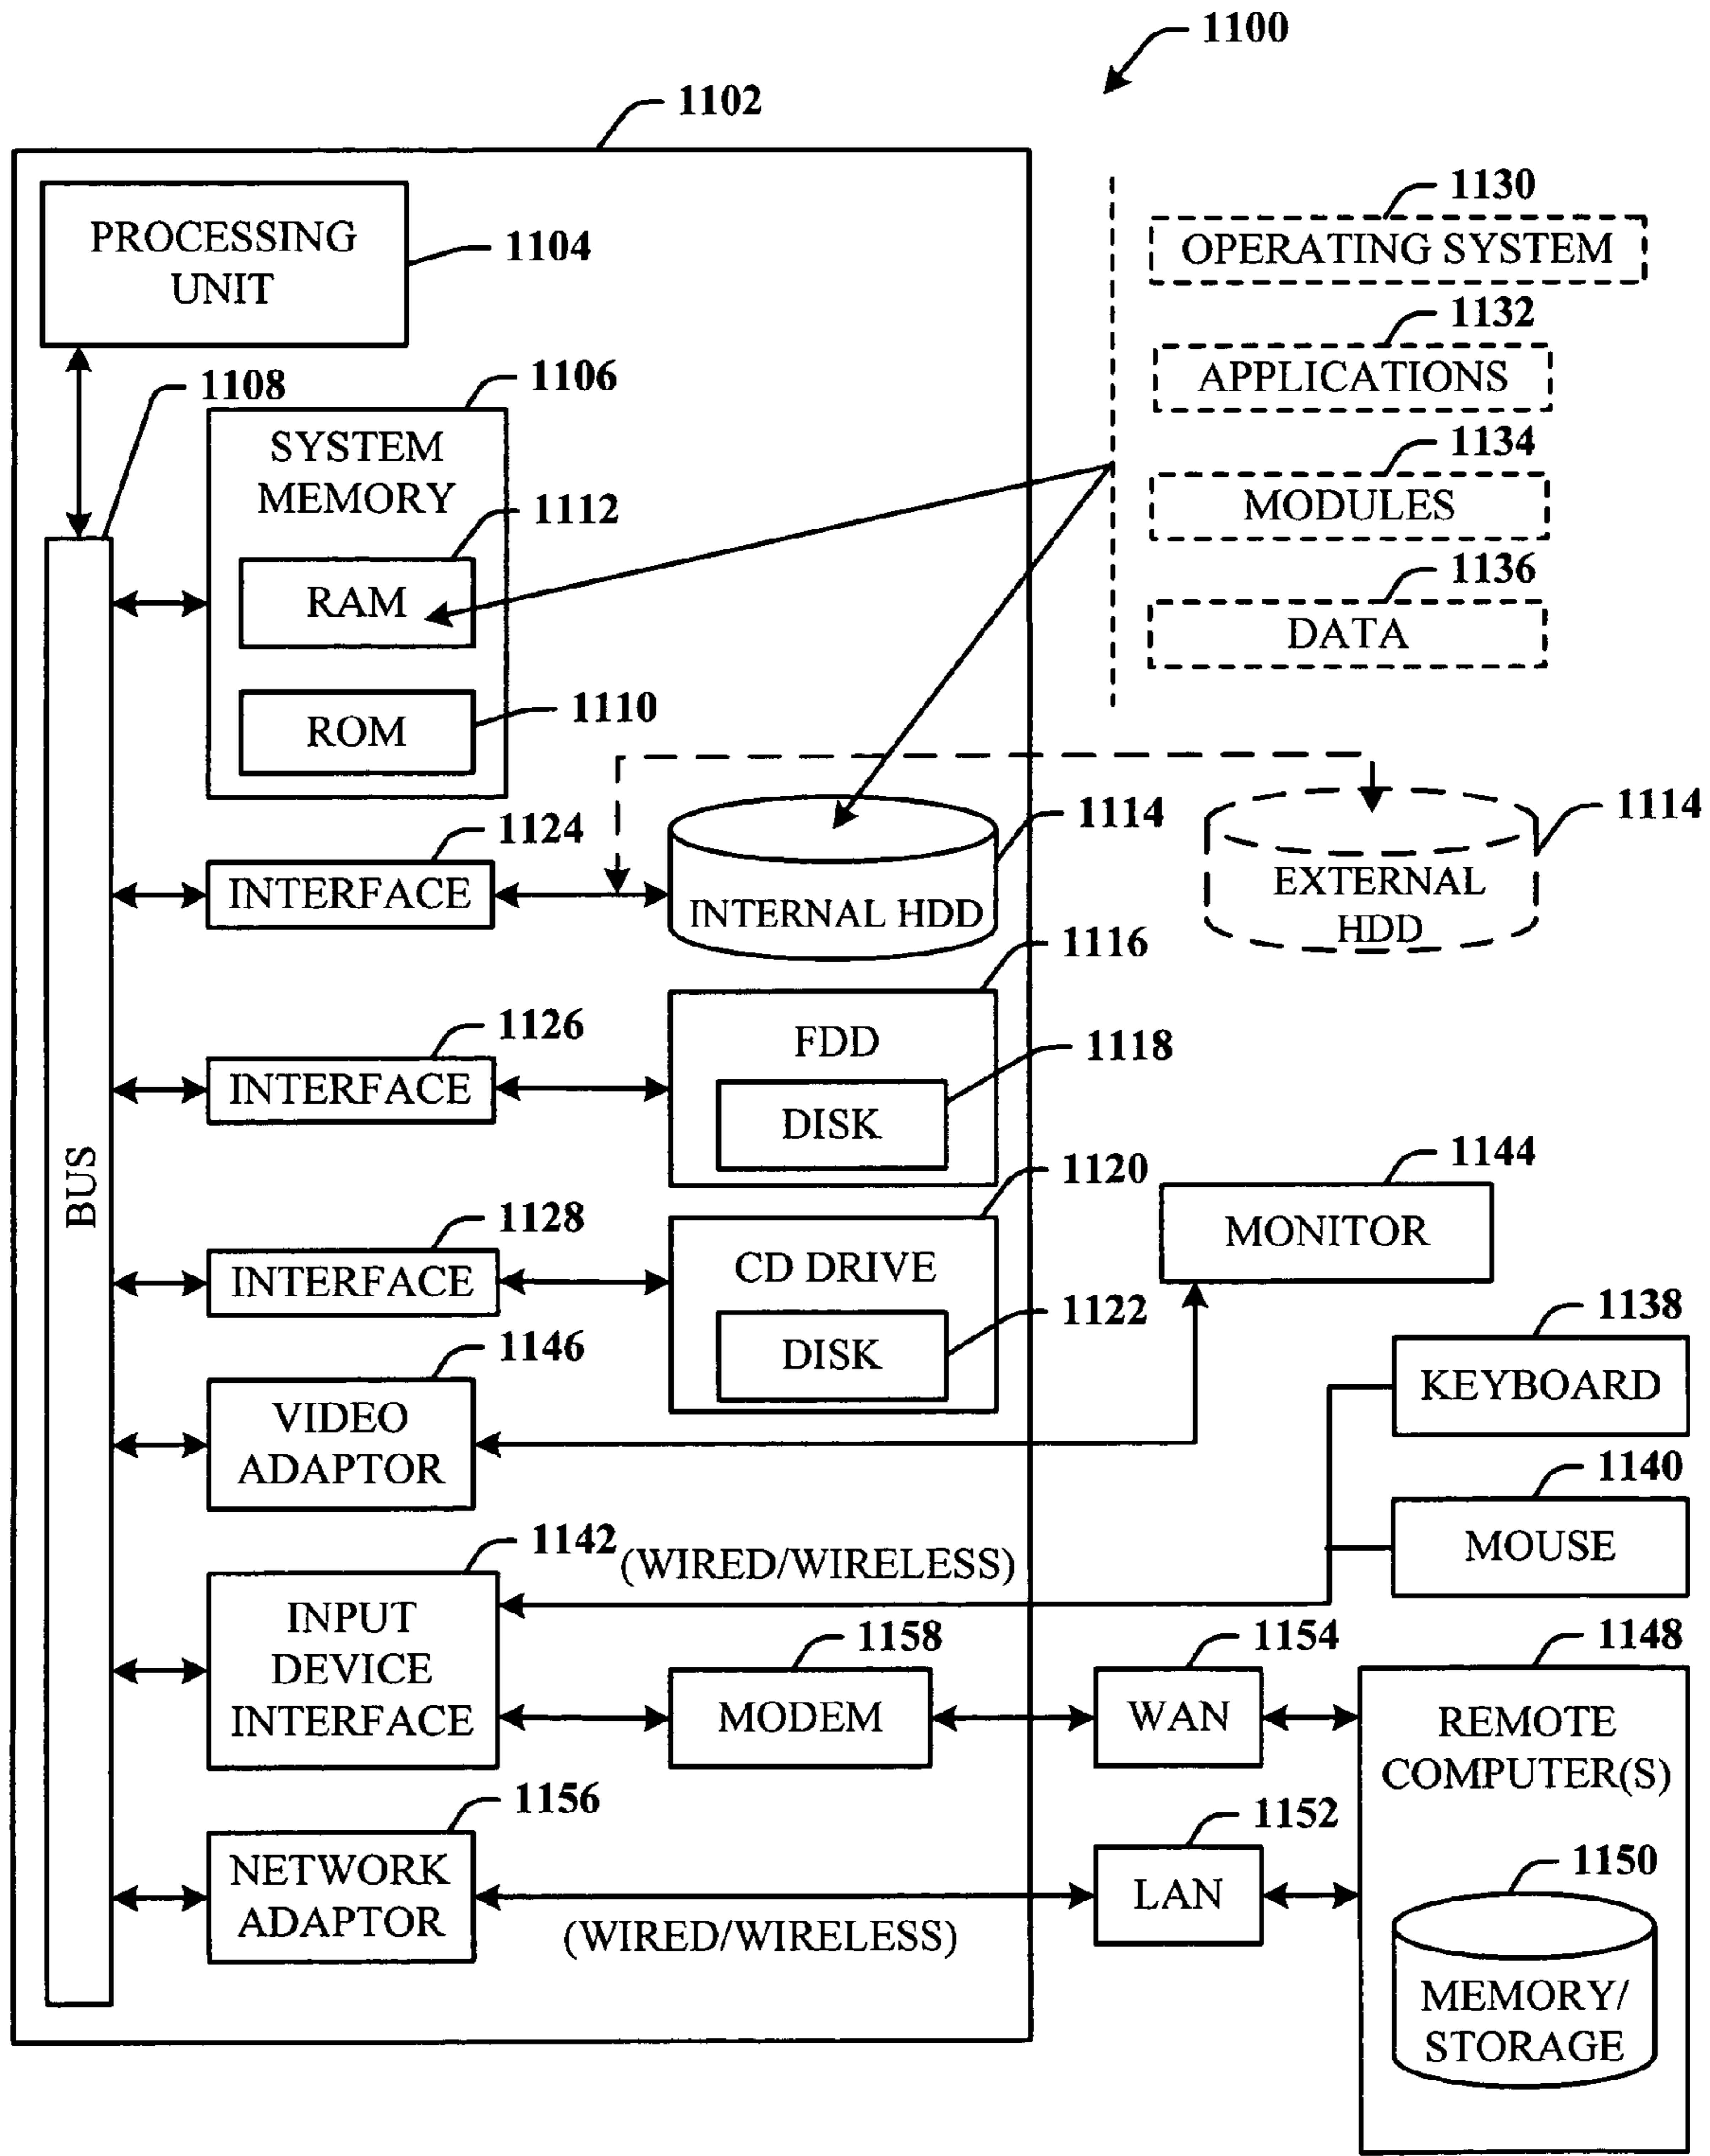 1100
1102
PROCESSING
UNIT
1104
1130
OPERATING SYSTEM
1132
APPLICATIONS
1134
MODULES
1136
DATA
1108
1106
SYSTEM
MEMORY
1112
RAM
1110
ROM
1124
INTERFACE
1114
INTERNAL HDD
1114
EXTERNAL
HDD
1126
INTERFACE
1116
FDD
1118
DISK
BUS
1128
INTERFACE
1120
CD DRIVE
1122
DISK
1144
MONITOR
1138
KEYBOARD
1146
VIDEO
ADAPTOR
1140
MOUSE
1142
(WIRED/WIRELESS)
INPUT
DEVICE
INTERFACE
1158
MODEM
1154
WAN
1148
REMOTE
COMPUTER(S)
1156
NETWORK
ADAPTOR
(WIRED/WIRELESS)
1152
LAN
1150
MEMORY/
STORAGE